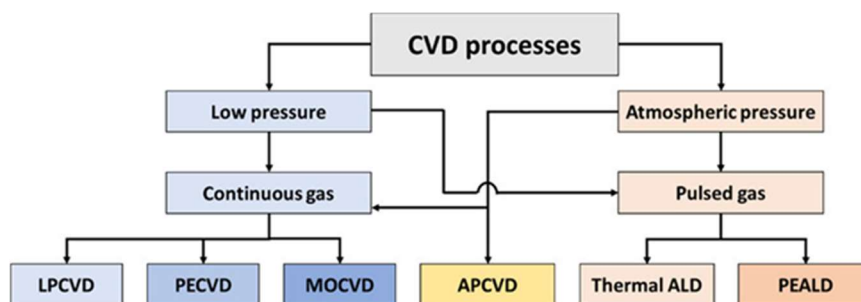 CVD processes
Low pressure
Atmospheric pressure
Continuous gas
Pulsed gas
LPCVD
PECVD
MOCVD
APCVD
Thermal ALD
PEALD